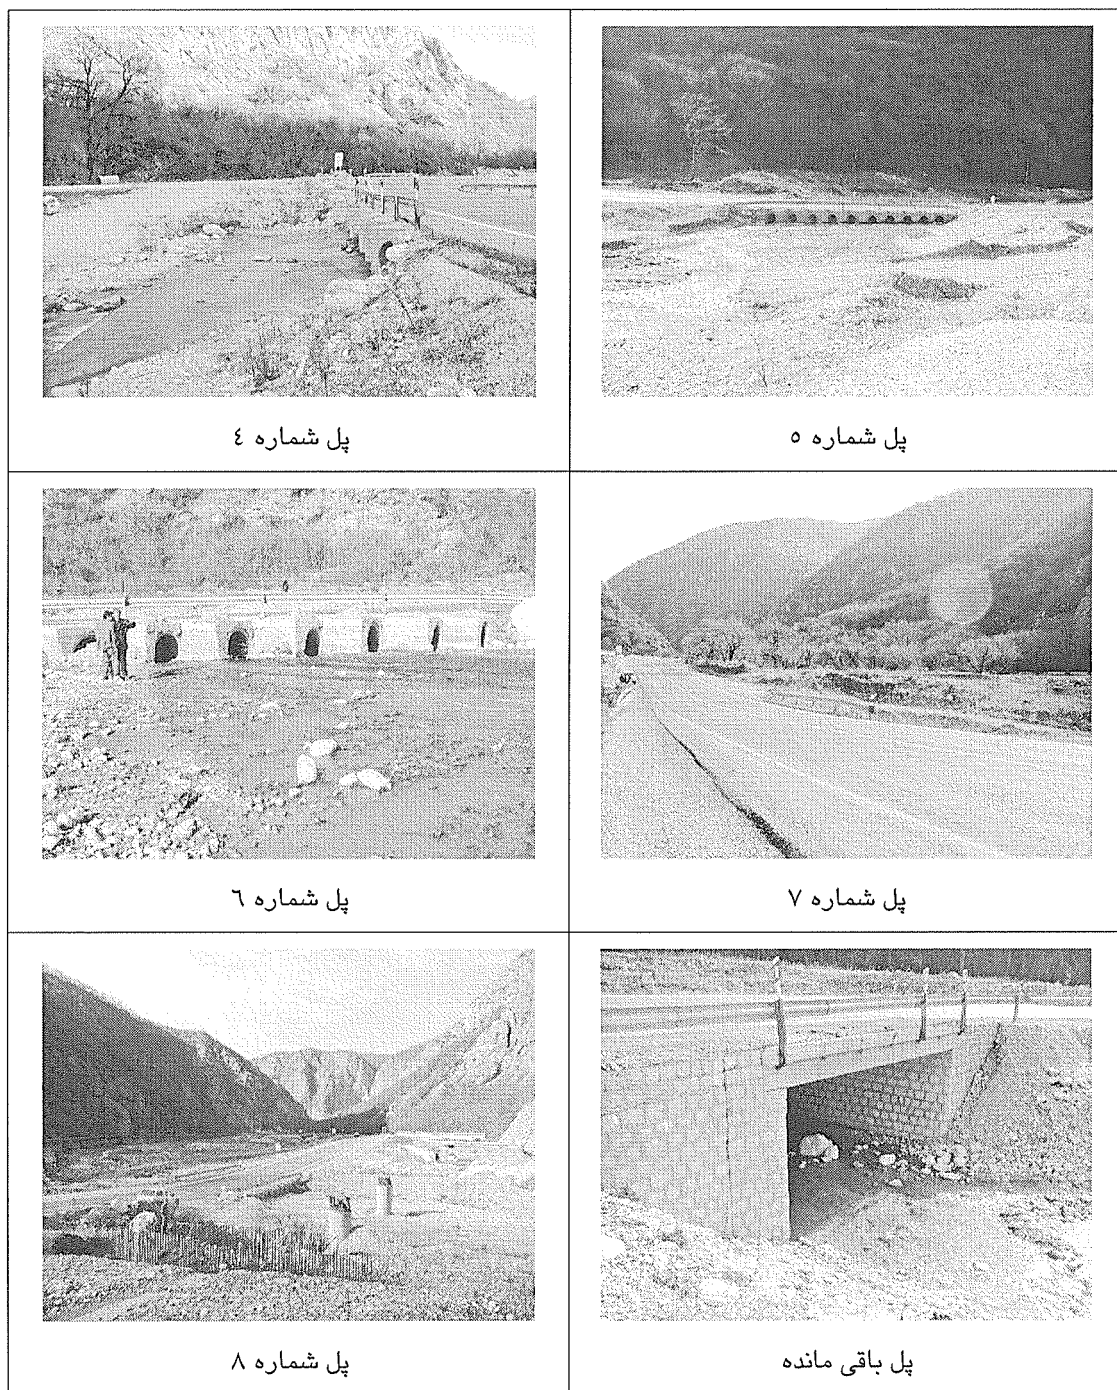 پل شماره ٤
پل شماره ٥
پل شماره ٦
پل شماره ٧
پل شماره ٨
پل باقی مانده